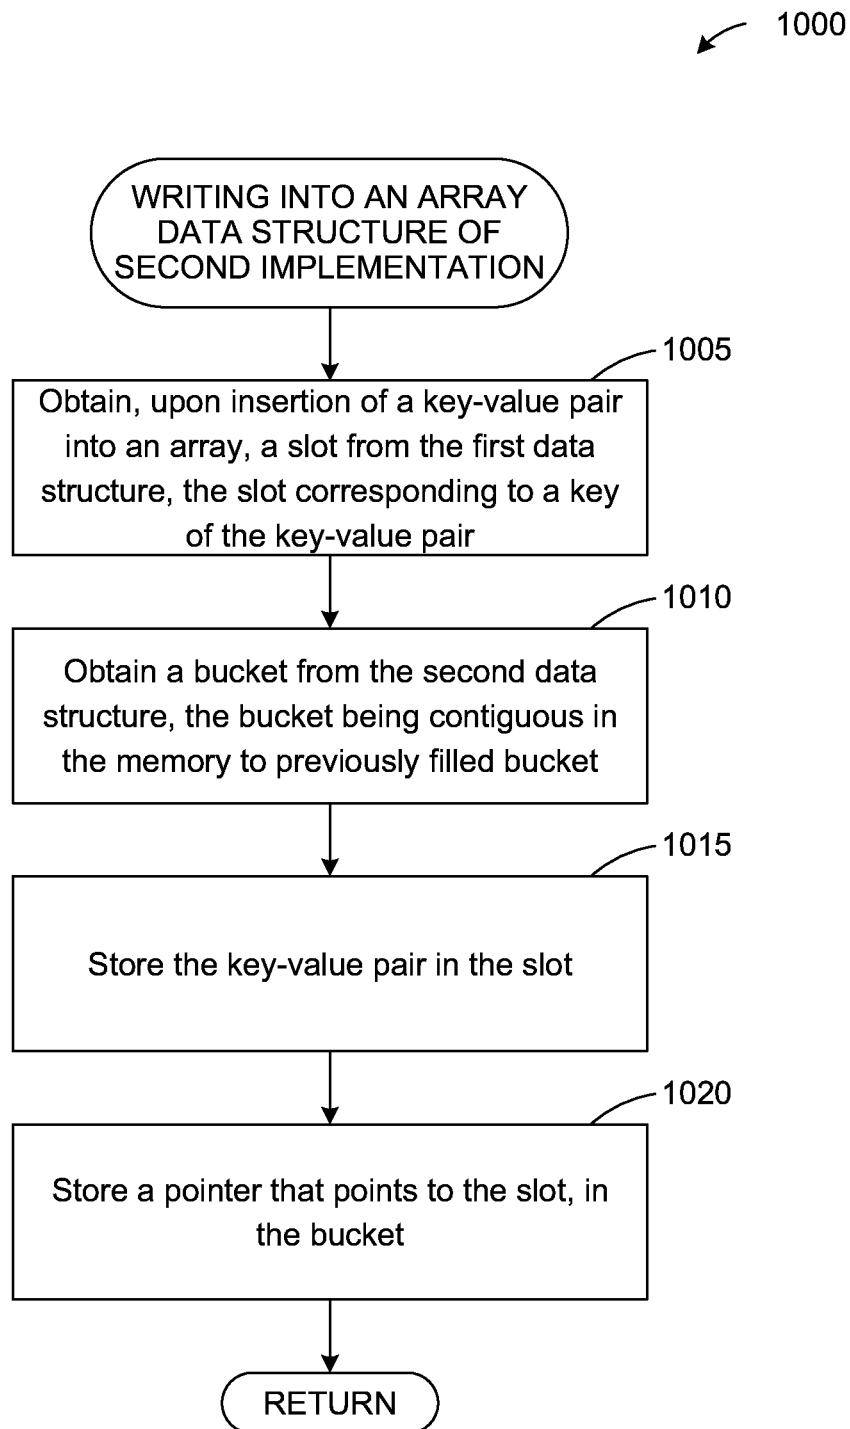 1000
WRITING INTO AN ARRAY
DATA STRUCTURE OF
SECOND IMPLEMENTATION
1005
Obtain, upon insertion of a key-value pair
into an array, a slot from the first data
structure, the slot corresponding to a key
of the key-value pair
1010
Obtain a bucket from the second data
structure, the bucket being contiguous in
the memory to previously filled bucket
1015
Store the key-value pair in the slot
1020
Store a pointer that points to the slot, in
the bucket
RETURN